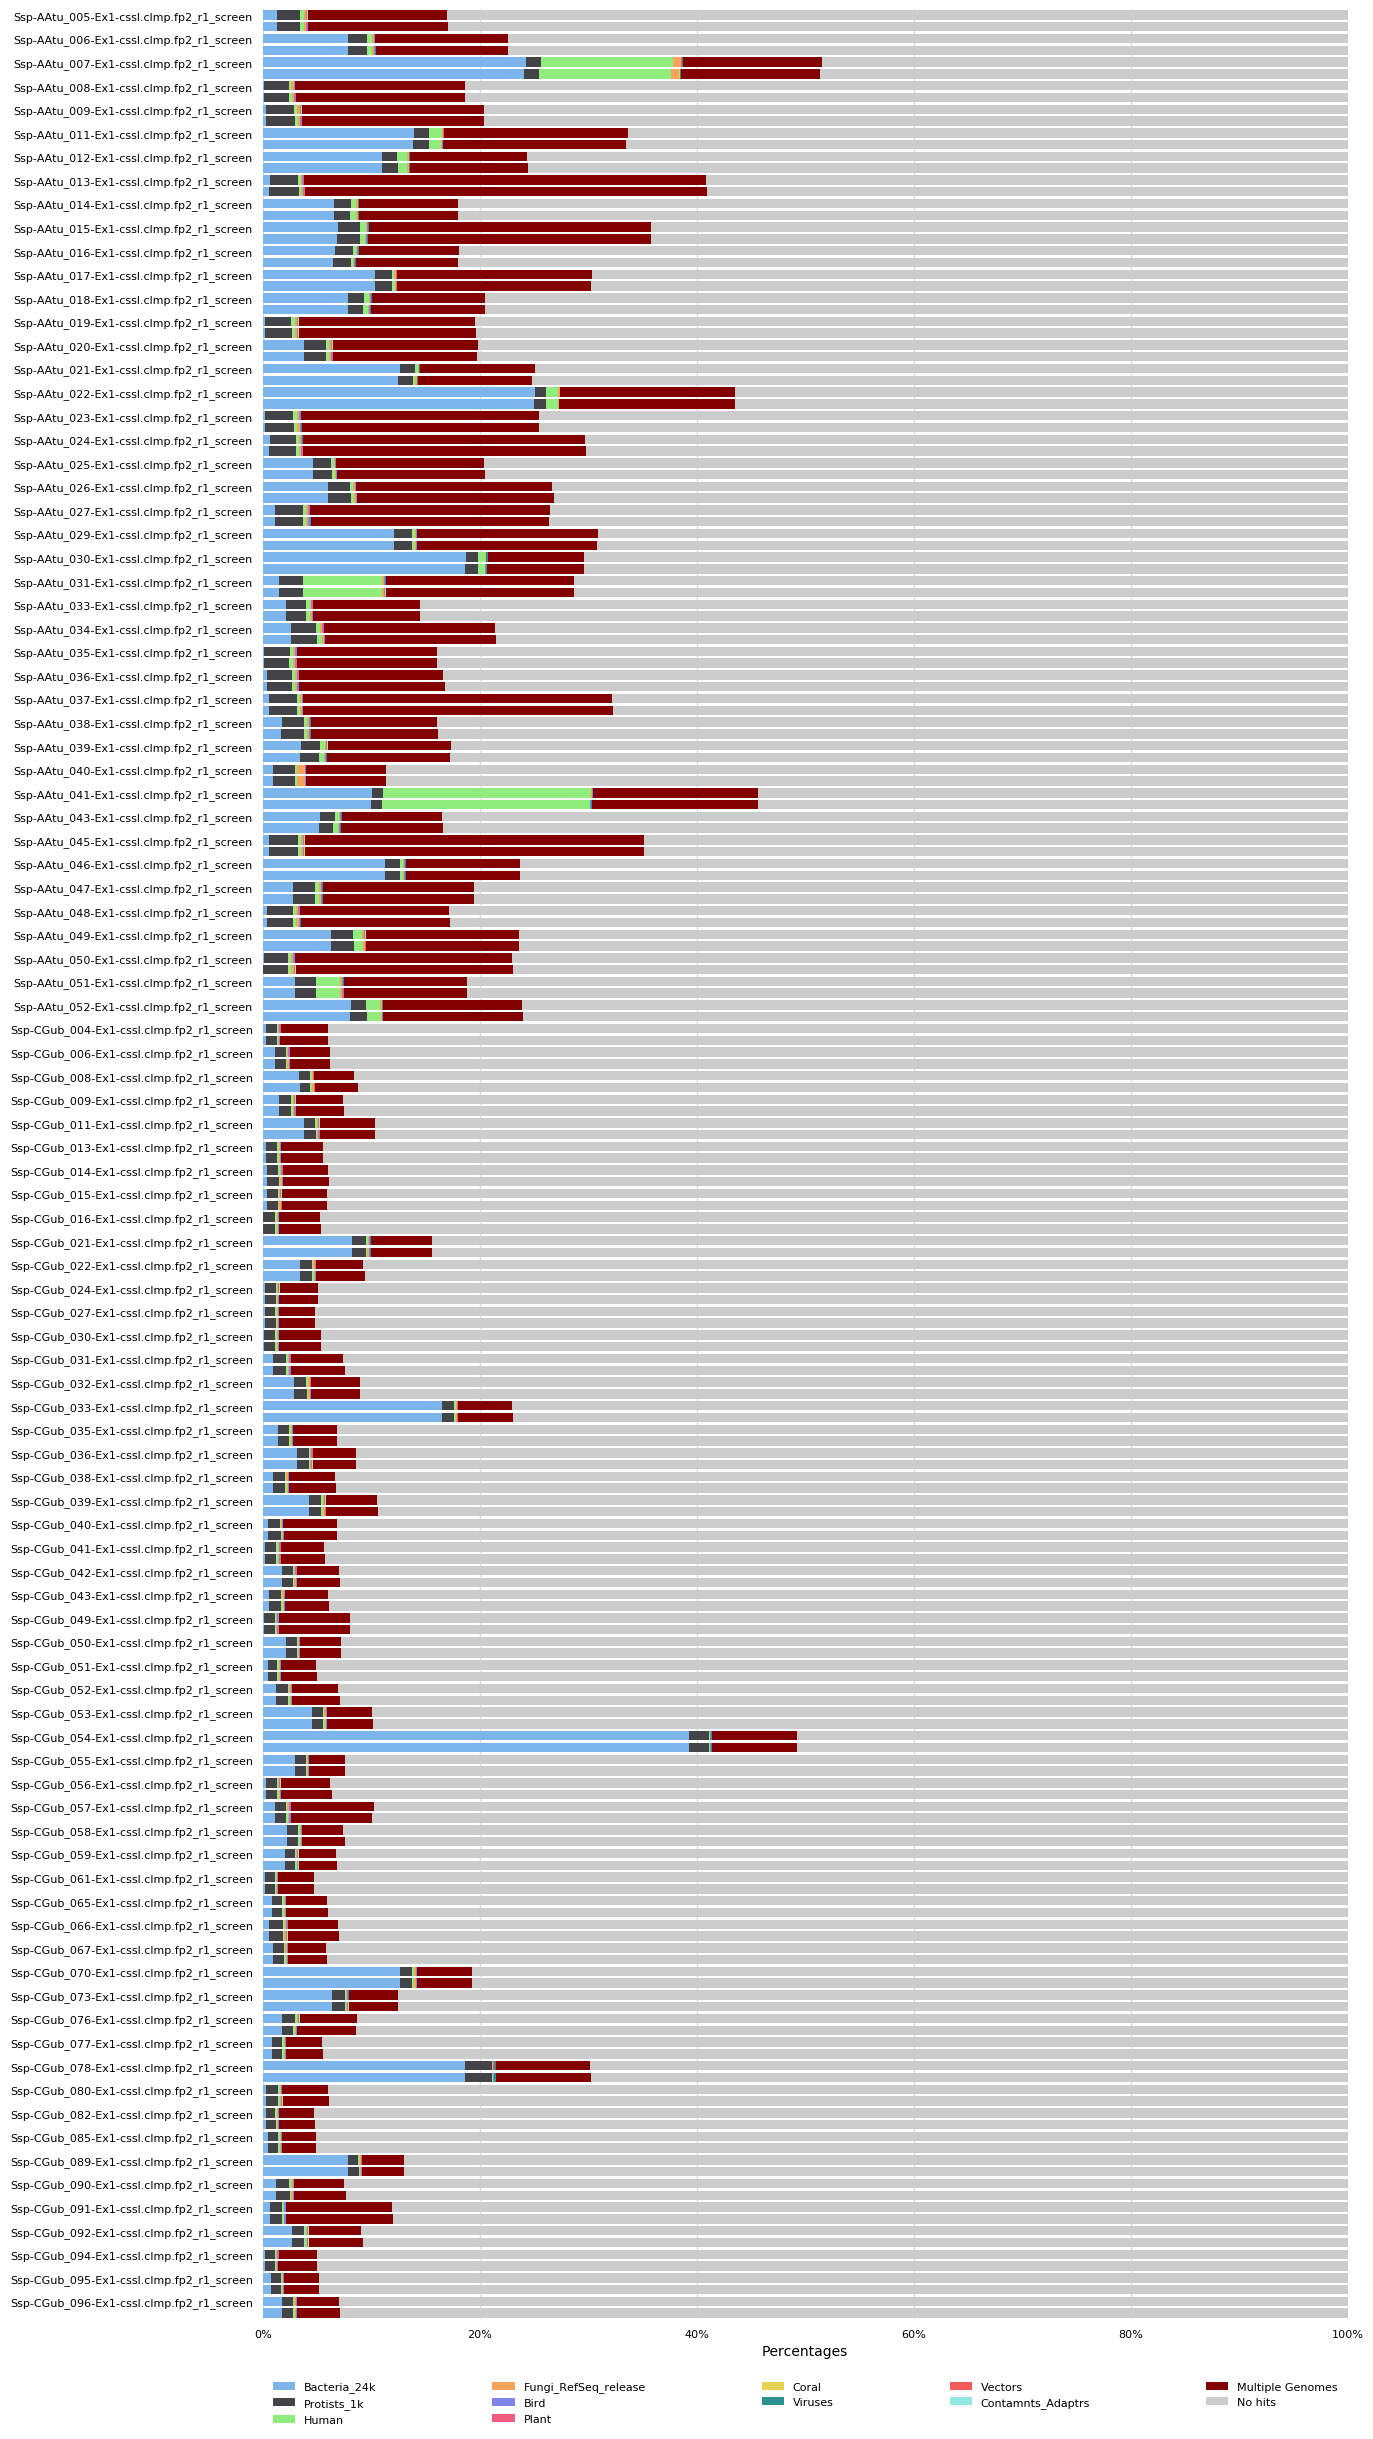 Ssp-AAtu_005-Ex1-cssl.clmp.fp2_r1_screen
Ssp-AAtu_006-Ex1-cssl.clmp.fp2_r1_screen
Ssp-AAtu_007-Ex1-cssl.clmp.fp2_r1_screen
Ssp-AAtu_008-Ex1-cssl.clmp.fp2_r1_screen
Ssp-AAtu_009-Ex1-cssl.clmp.fp2_r1_screen
Ssp-AAtu_011-Ex1-cssl.clmp.fp2_r1_screen
Ssp-AAtu_012-Ex1-cssl.clmp.fp2_r1_screen
Ssp-AAtu_013-Ex1-cssl.clmp.fp2_r1_screen
Ssp-AAtu_014-Ex1-cssl.clmp.fp2_r1_screen
Ssp-AAtu_015-Ex1-cssl.clmp.fp2_r1_screen
Ssp-AAtu_016-Ex1-cssl.clmp.fp2_r1_screen
Ssp-AAtu_017-Ex1-cssl.clmp.fp2_r1_screen
Ssp-AAtu_018-Ex1-cssl.clmp.fp2_r1_screen
Ssp-AAtu_019-Ex1-cssl.clmp.fp2_r1_screen
Ssp-AAtu_020-Ex1-cssl.clmp.fp2_r1_screen
Ssp-AAtu_021-Ex1-cssl.clmp.fp2_r1_screen
Ssp-AAtu_022-Ex1-cssl.clmp.fp2_r1_screen
Ssp-AAtu_023-Ex1-cssl.clmp.fp2_r1_screen
Ssp-AAtu_024-Ex1-cssl.clmp.fp2_r1_screen
Ssp-AAtu_025-Ex1-cssl.clmp.fp2_r1_screen
Ssp-AAtu_026-Ex1-cssl.clmp.fp2_r1_screen
Ssp-AAtu_027-Ex1-cssl.clmp.fp2_r1_screen
Ssp-AAtu_029-Ex1-cssl.clmp.fp2_r1_screen
Ssp-AAtu_030-Ex1-cssl.clmp.fp2_r1_screen
Ssp-AAtu_031-Ex1-cssl.clmp.fp2_r1_screen
Ssp-AAtu_033-Ex1-cssl.clmp.fp2_r1_screen
Ssp-AAtu_034-Ex1-cssl.clmp.fp2_r1_screen
Ssp-AAtu_035-Ex1-cssl.clmp.fp2_r1_screen
Ssp-AAtu_036-Ex1-cssl.clmp.fp2_r1_screen
Ssp-AAtu_037-Ex1-cssl.clmp.fp2_r1_screen
Ssp-AAtu_038-Ex1-cssl.clmp.fp2_r1_screen
Ssp-AAtu_039-Ex1-cssl.clmp.fp2_r1_screen
Ssp-AAtu_040-Ex1-cssl.clmp.fp2_r1_screen
Ssp-AAtu_041-Ex1-cssl.clmp.fp2_r1_screen
Ssp-AAtu_043-Ex1-cssl.clmp.fp2_r1_screen
Ssp-AAtu_045-Ex1-cssl.clmp.fp2_r1_screen
Ssp-AAtu_046-Ex1-cssl.clmp.fp2_r1_screen
Ssp-AAtu_047-Ex1-cssl.clmp.fp2_r1_screen
Ssp-AAtu_048-Ex1-cssl.clmp.fp2_r1_screen
Ssp-AAtu_049-Ex1-cssl.clmp.fp2_r1_screen
Ssp-AAtu_050-Ex1-cssl.clmp.fp2_r1_screen
Ssp-AAtu_051-Ex1-cssl.clmp.fp2_r1_screen
Ssp-AAtu_052-Ex1-cssl.clmp.fp2_r1_screen
Ssp-CGub_004-Ex1-cssl.clmp.fp2_r1_screen
Ssp-CGub_006-Ex1-cssl.clmp.fp2_r1_screen
Ssp-CGub_008-Ex1-cssl.clmp.fp2_r1_screen
Ssp-CGub_009-Ex1-cssl.clmp.fp2_r1_screen
Ssp-CGub_011-Ex1-cssl.clmp.fp2_r1_screen
Ssp-CGub_013-Ex1-cssl.clmp.fp2_r1_screen
Ssp-CGub_014-Ex1-cssl.clmp.fp2_r1_screen
Ssp-CGub_015-Ex1-cssl.clmp.fp2_r1_screen
Ssp-CGub_016-Ex1-cssl.clmp.fp2_r1_screen
Ssp-CGub_021-Ex1-cssl.clmp.fp2_r1_screen
Ssp-CGub_022-Ex1-cssl.clmp.fp2_r1_screen
Ssp-CGub_024-Ex1-cssl.clmp.fp2_r1_screen
Ssp-CGub_027-Ex1-cssl.clmp.fp2_r1_screen
Ssp-CGub_030-Ex1-cssl.clmp.fp2_r1_screen
Ssp-CGub_031-Ex1-cssl.clmp.fp2_r1_screen
Ssp-CGub_032-Ex1-cssl.clmp.fp2_r1_screen
Ssp-CGub_033-Ex1-cssl.clmp.fp2_r1_screen
Ssp-CGub_035-Ex1-cssl.clmp.fp2_r1_screen
Ssp-CGub_036-Ex1-cssl.clmp.fp2_r1_screen
Ssp-CGub_038-Ex1-cssl.clmp.fp2_r1_screen
Ssp-CGub_039-Ex1-cssl.clmp.fp2_r1_screen
Ssp-CGub_040-Ex1-cssl.clmp.fp2_r1_screen
Ssp-CGub_041-Ex1-cssl.clmp.fp2_r1_screen
Ssp-CGub_042-Ex1-cssl.clmp.fp2_r1_screen
Ssp-CGub_043-Ex1-cssl.clmp.fp2_r1_screen
Ssp-CGub_049-Ex1-cssl.clmp.fp2_r1_screen
Ssp-CGub_050-Ex1-cssl.clmp.fp2_r1_screen
Ssp-CGub_051-Ex1-cssl.clmp.fp2_r1_screen
Ssp-CGub_052-Ex1-cssl.clmp.fp2_r1_screen
Ssp-CGub_053-Ex1-cssl.clmp.fp2_r1_screen
Ssp-CGub_054-Ex1-cssl.clmp.fp2_r1_screen
Ssp-CGub_055-Ex1-cssl.clmp.fp2_r1_screen
Ssp-CGub_056-Ex1-cssl.clmp.fp2_r1_screen
Ssp-CGub_057-Ex1-cssl.clmp.fp2_r1_screen
Ssp-CGub_058-Ex1-cssl.clmp.fp2_r1_screen
Ssp-CGub_059-Ex1-cssl.clmp.fp2_r1_screen
Ssp-CGub_061-Ex1-cssl.clmp.fp2_r1_screen
Ssp-CGub_065-Ex1-cssl.clmp.fp2_r1_screen
Ssp-CGub_066-Ex1-cssl.clmp.fp2_r1_screen
Ssp-CGub_067-Ex1-cssl.clmp.fp2_r1_screen
Ssp-CGub_070-Ex1-cssl.clmp.fp2_r1_screen
Ssp-CGub_073-Ex1-cssl.clmp.fp2_r1_screen
Ssp-CGub_076-Ex1-cssl.clmp.fp2_r1_screen
Ssp-CGub_077-Ex1-cssl.clmp.fp2_r1_screen
Ssp-CGub_078-Ex1-cssl.clmp.fp2_r1_screen
Ssp-CGub_080-Ex1-cssl.clmp.fp2_r1_screen
Ssp-CGub_082-Ex1-cssl.clmp.fp2_r1_screen
Ssp-CGub_085-Ex1-cssl.clmp.fp2_r1_screen
Ssp-CGub_089-Ex1-cssl.clmp.fp2_r1_screen
Ssp-CGub_090-Ex1-cssl.clmp.fp2_r1_screen
Ssp-CGub_091-Ex1-cssl.clmp.fp2_r1_screen
Ssp-CGub_092-Ex1-cssl.clmp.fp2_r1_screen
Ssp-CGub_094-Ex1-cssl.clmp.fp2_r1_screen
Ssp-CGub_095-Ex1-cssl.clmp.fp2_r1_screen
Ssp-CGub_096-Ex1-cssl.clmp.fp2_r1_screen
0% 20% 40% 60% 80% 100%
Percentages
Bacteria_24k Fungi_RefSeq_release Coral Vectors Multiple Genomes
Protists_1k Bird Viruses Contamnts_Adaptrs No hits
Human Plant